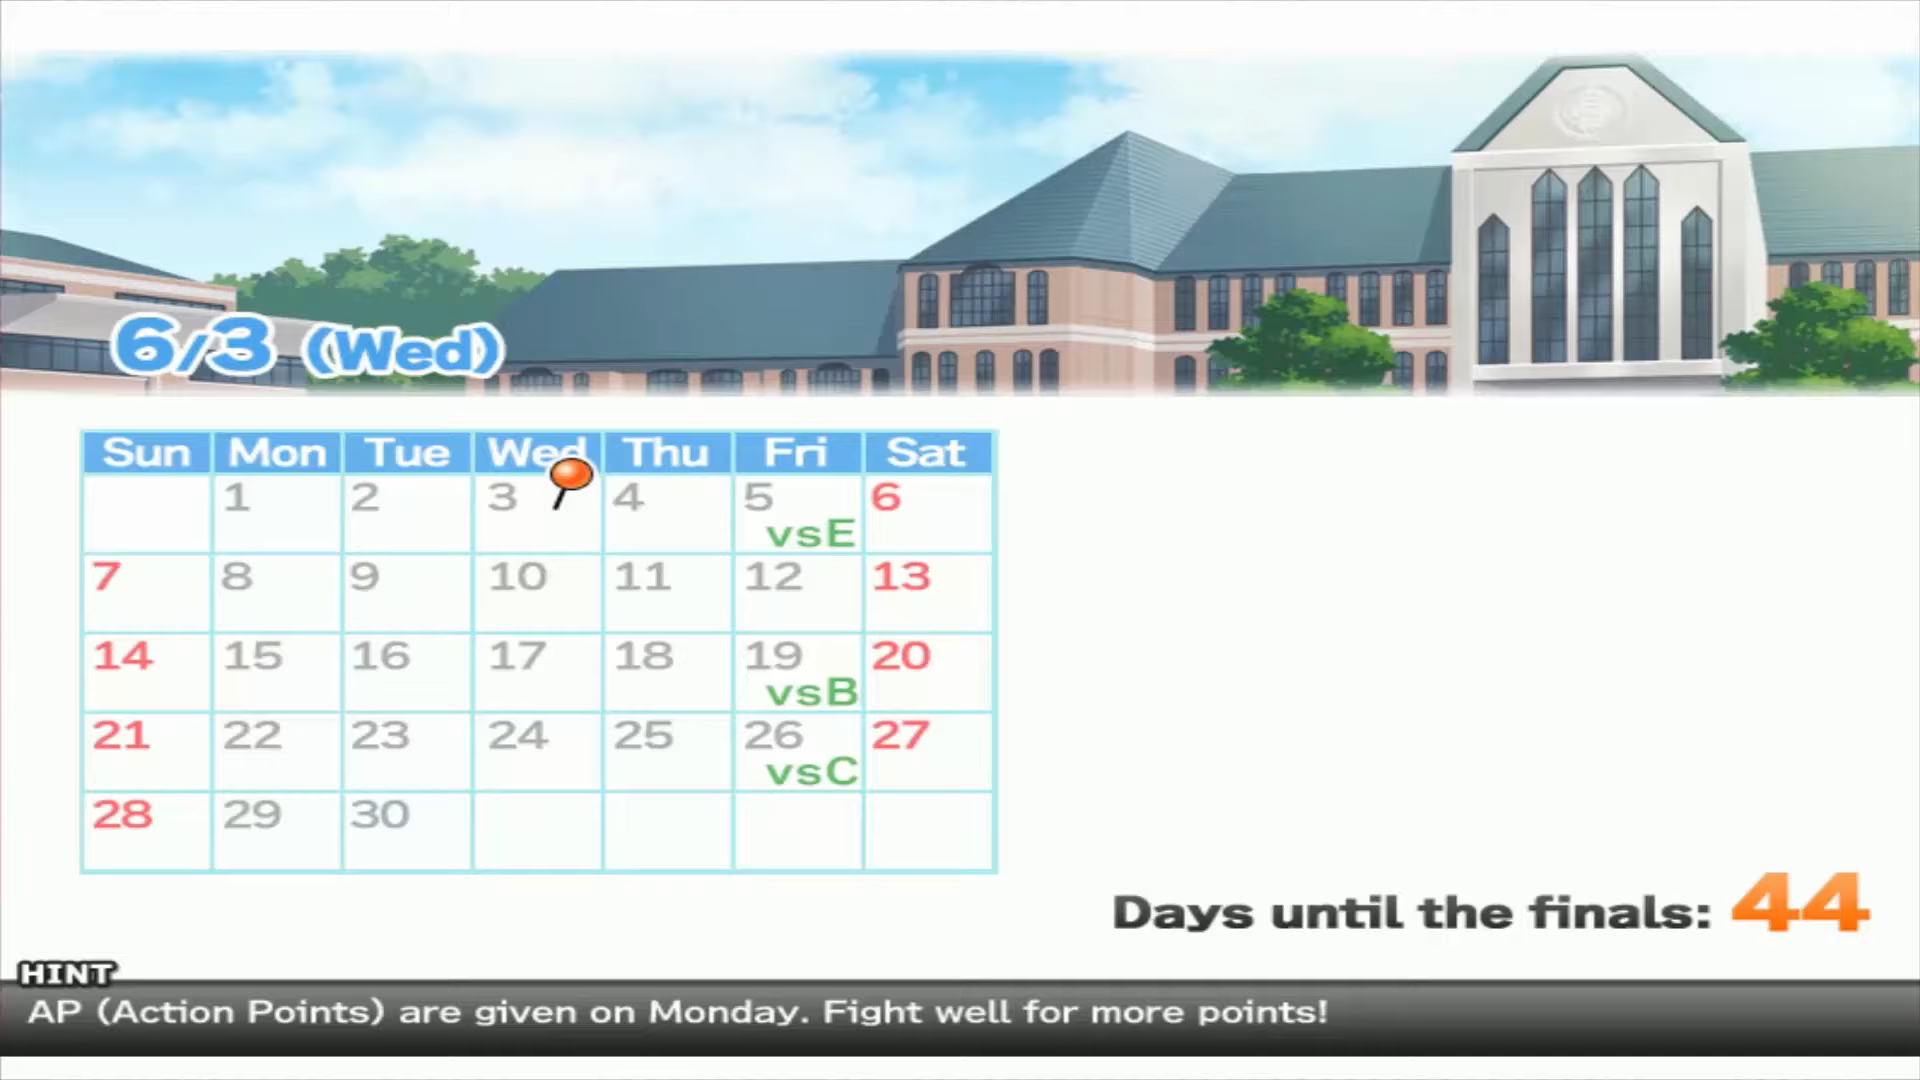 6/3 (Wed)
Sun Mon Tue Wed Thu Fri Sat
1 2 3 4 5 6
vsE
7 8 9 10 11 12 13
14 15 16 17 18 19 20
vsB
21 22 23 24 25 26 27
vsC
28 29 30
Days until the finals: 44
HINT
AP (Action Points) are given on Monday. Fight well for more points!